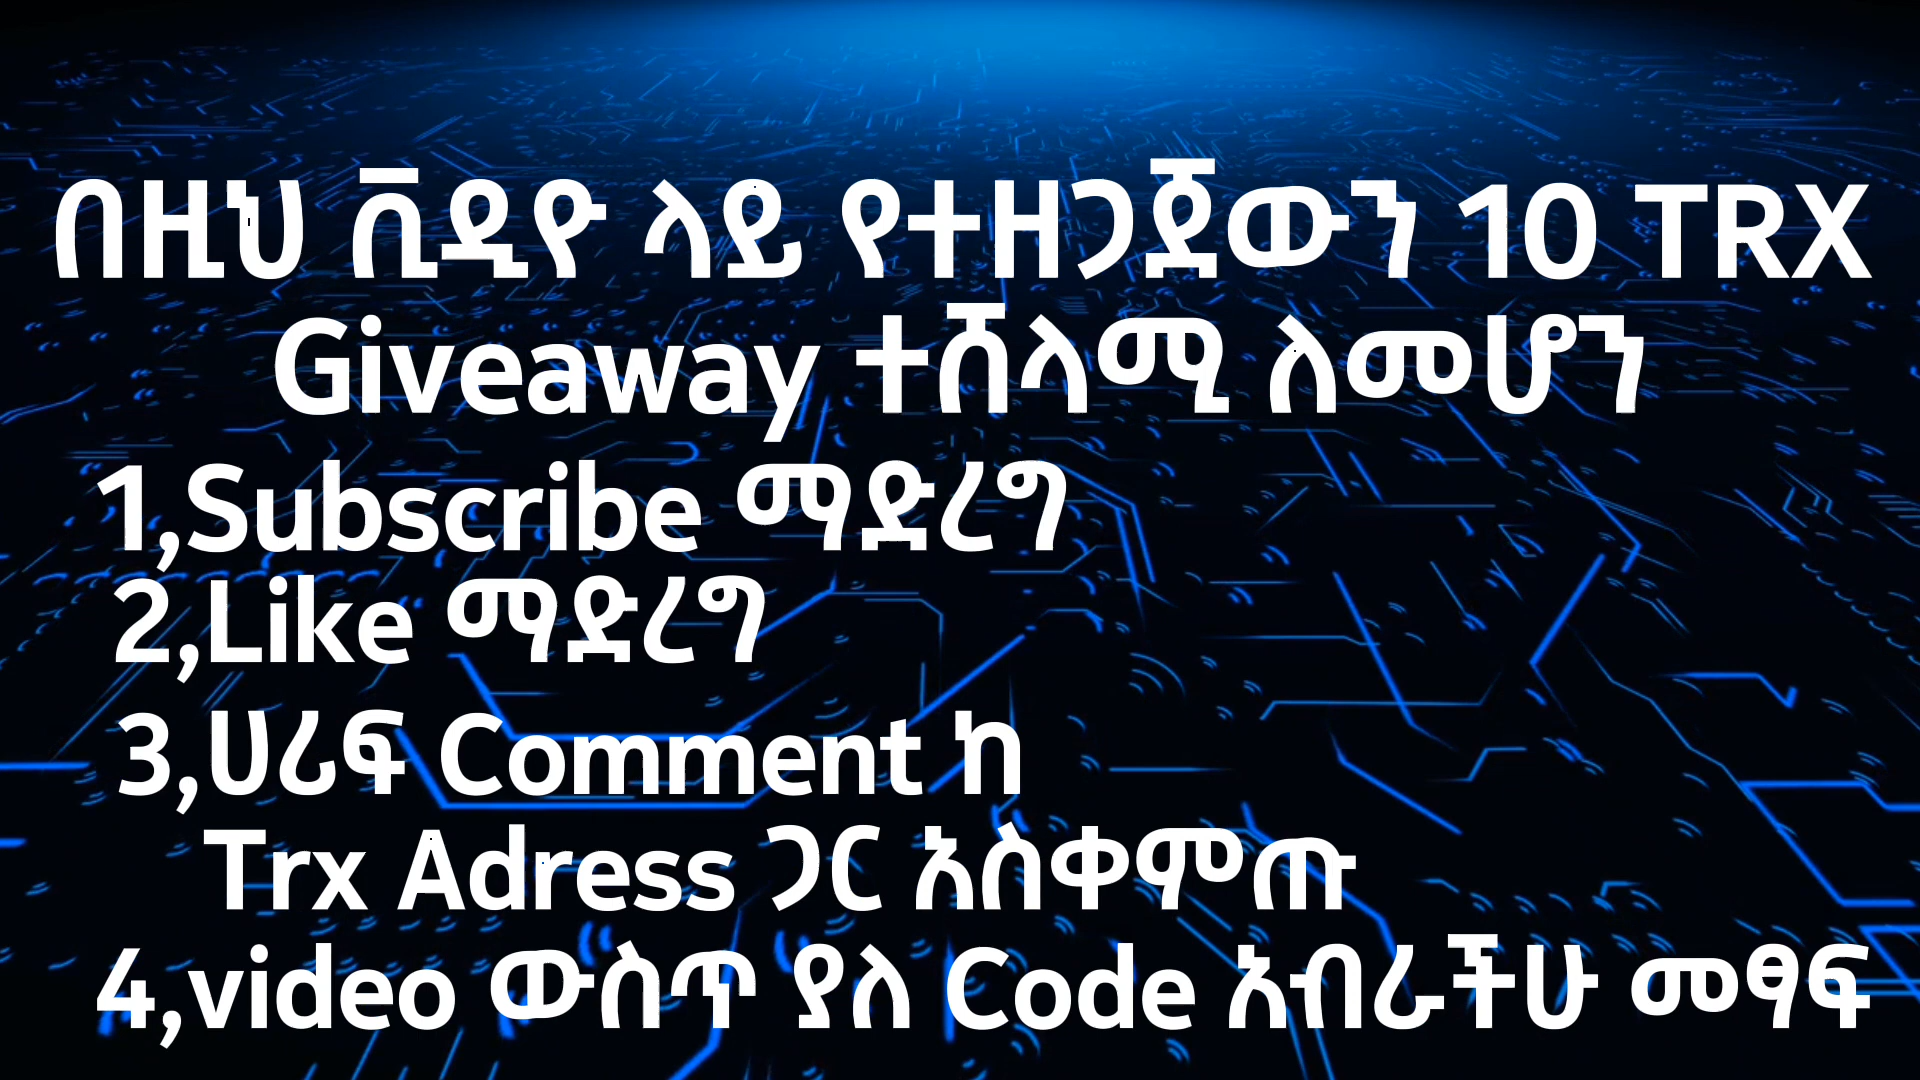 በዚህ ቪዲዮ ላይ የተዘጋጀውን 10 TRX
Giveaway ተሸላሚ ለመሆን
1,Subscribe ማድረግ
2,Like ማድረግ
3,ሀሪፍ Comment ከ
Trx Adress ጋር አስቀምጡ
4,video ውስጥ ያለ Code አብራችሁ መፃፍ